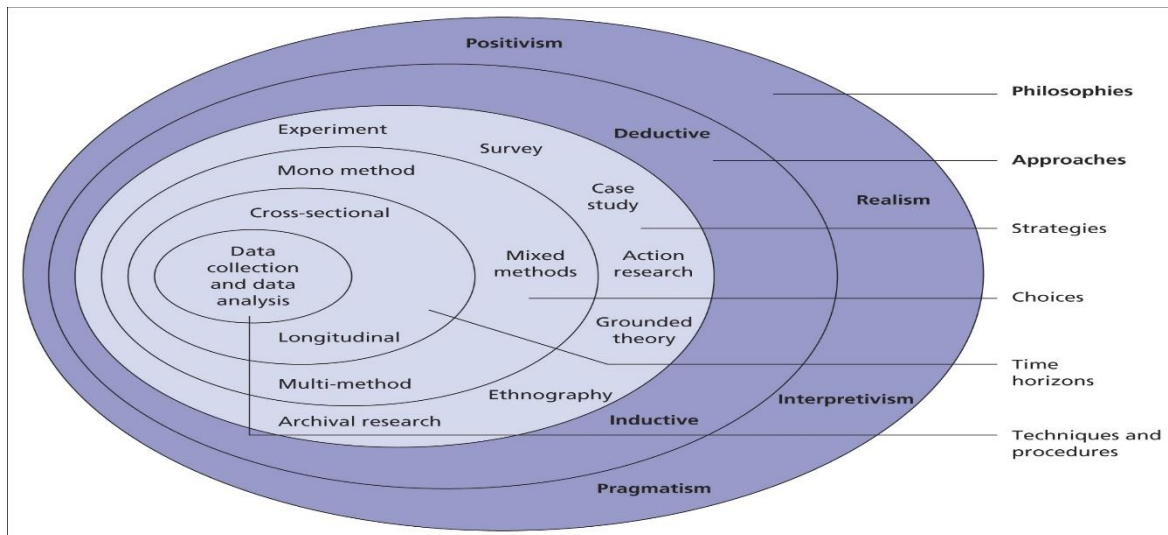 Positivism
Philosophies
Experiment
Deductive
Survey
Approaches
Mono method
Case
study
Realism
Cross-sectional
Strategies
Data
collection
and data
analysis
Mixed
methods
Action
research
Choices
Longitudinal
Grounded
theory
Time
horizons
Multi-method
Ethnography
Interpretivism
Archival research
Inductive
Techniques and
procedures
Pragmatism